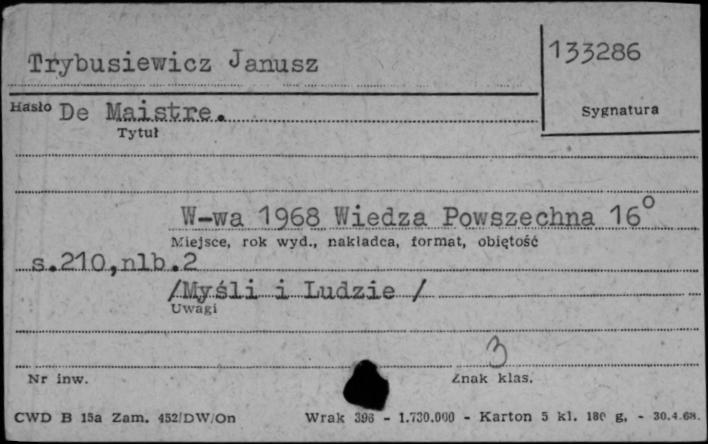 Trybusiewicz Janusz
133286
Hasło De Maistre.
Sygnatura
Tytuł
W-wa 1968 Wiedza Powszechna 16°
Miejsce, rok wyd., nakładca, format, objętość
s.210,nlb.2
/Myśli i Ludzie /
Uwagi
3
Nr inw.
Znak klas.
CWD B 15a Zam. 452/DW/On Wrak 396 - 1.730.000 - Karton 5 kl. 180 g. - 30.4.68.